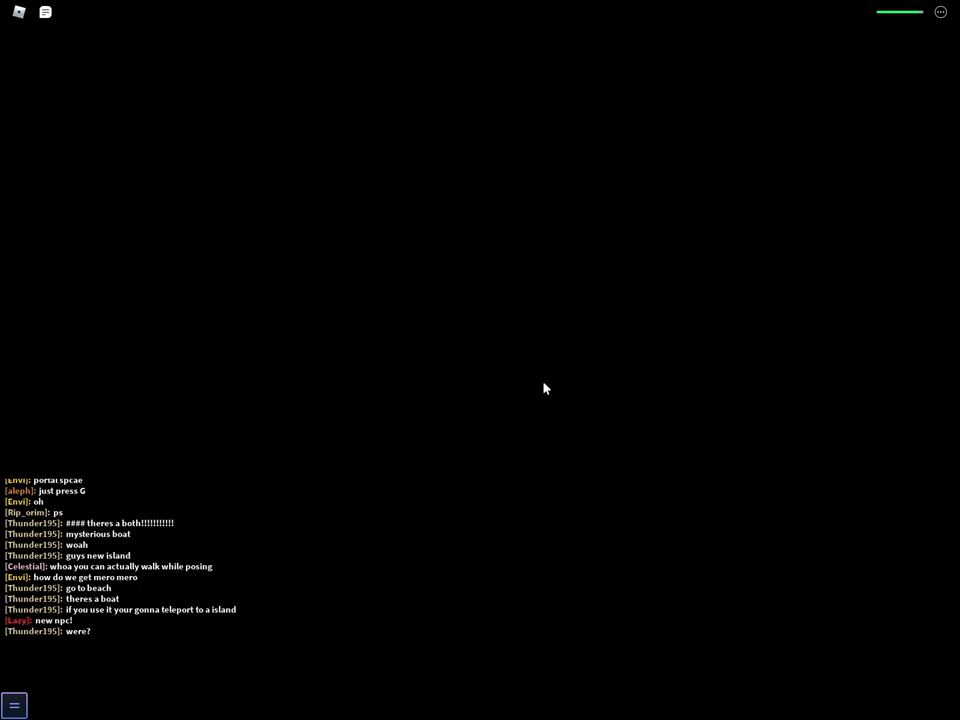 [Envi]: portal spcae
[aleph]: just press G
[Envi]: oh
[Rip_orim]: ps
[Thunder195]: #### theres a both!!!!!!!!!!!
[Thunder195]: mysterious boat
[Thunder195]: woah
[Thunder195]: guys new island
[Celestial]: whoa you can actually walk while posing
[Envi]: how do we get mero mero
[Thunder195]: go to beach
[Thunder195]: theres a boat
[Thunder195]: if you use it your gonna teleport to a island
[Lazy]: new npc!
[Thunder195]: were?